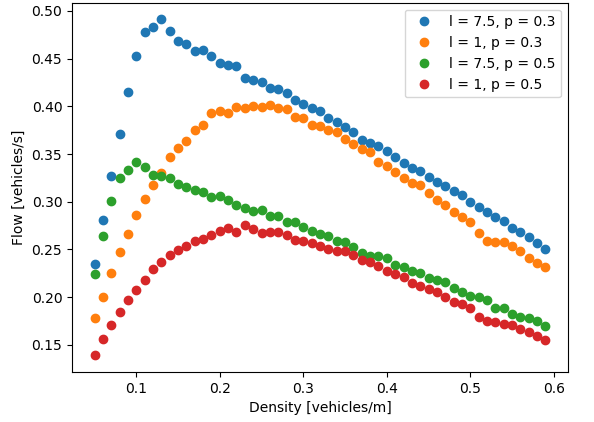 0.50
0.45
0.40
0.35
0.30
0.25
0.20
0.15
Flow [vehicles/s]
l = 7.5, p = 0.3
l = 1, p = 0.3
l = 7.5, p = 0.5
l = 1, p = 0.5
0.1 0.2 0.3 0.4 0.5 0.6
Density [vehicles/m]